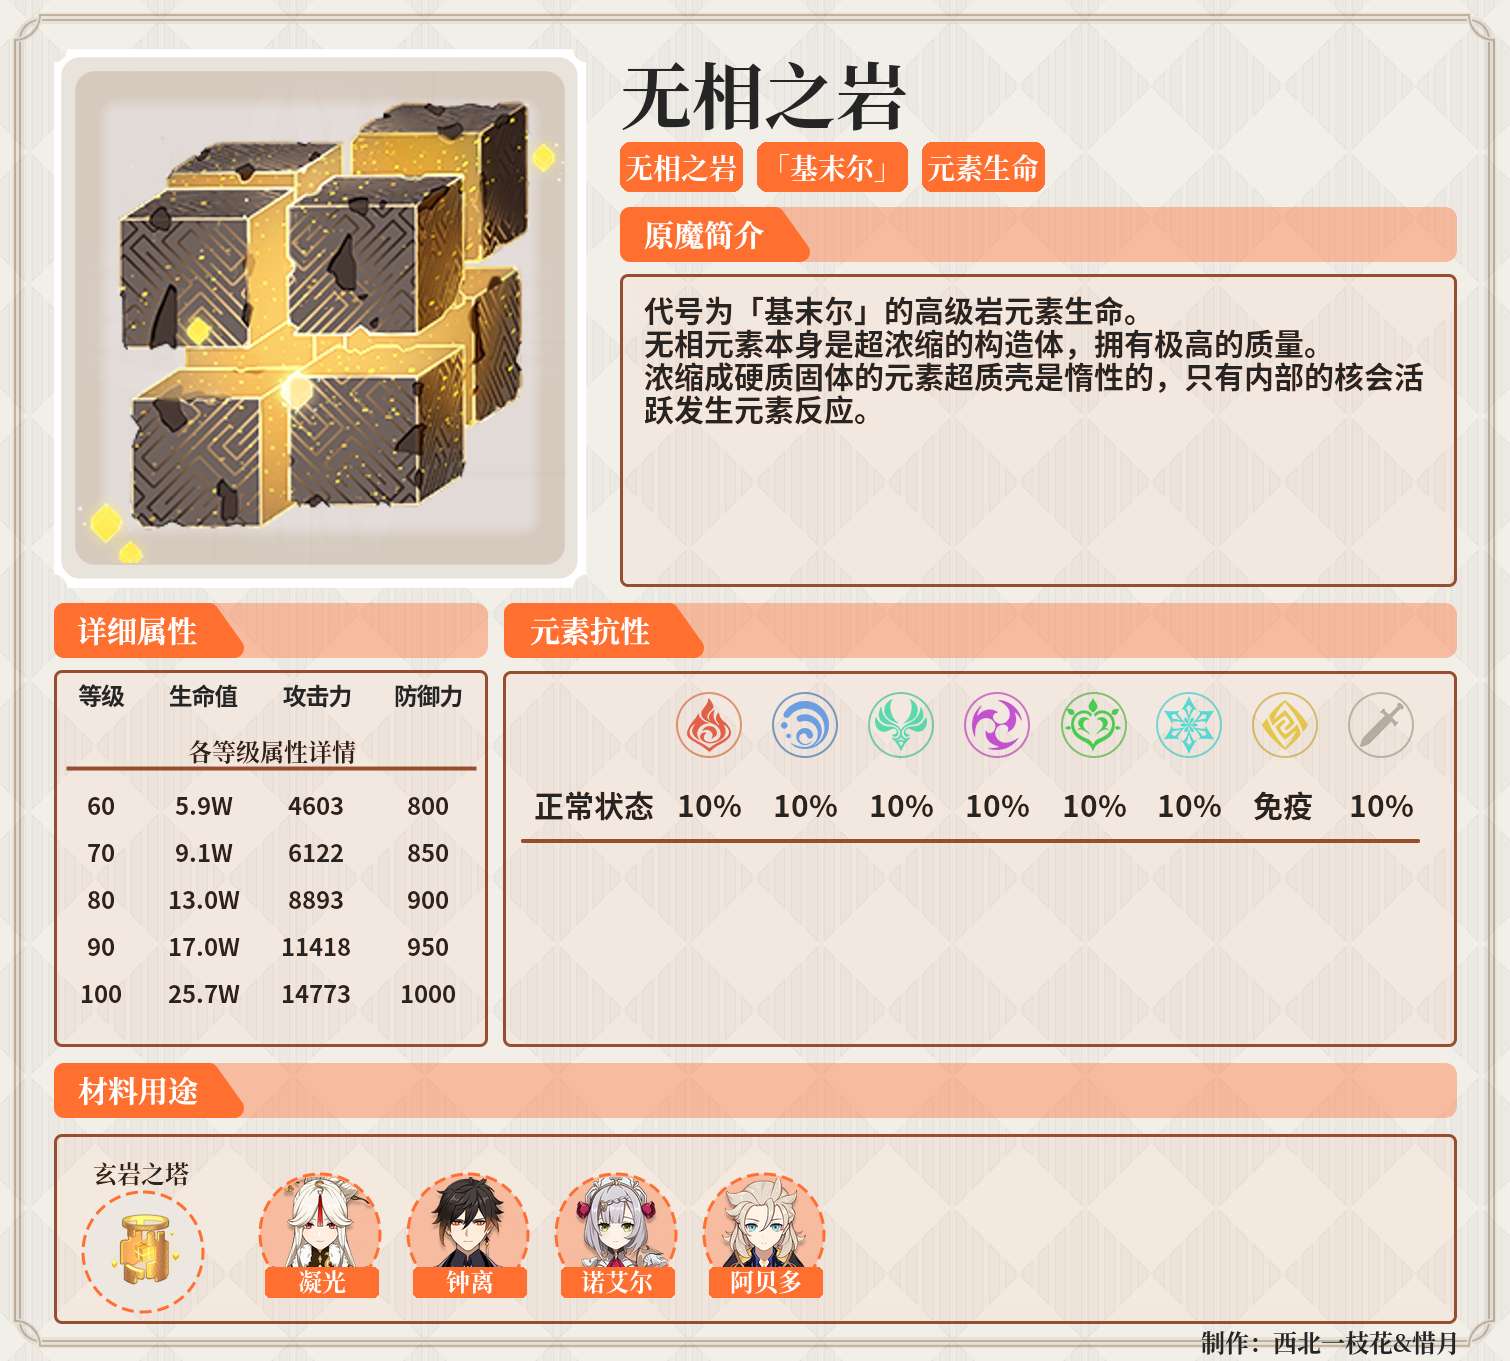 无相之岩
无相之岩 「基末尔」 元素生命
原魔简介
代号为「基末尔」的高级岩元素生命。
无相元素本身是超浓缩的构造体，拥有极高的质量。
浓缩成硬质固体的元素超质壳是惰性的，只有内部的核会活
跃发生元素反应。
详细属性
等级 生命值 攻击力 防御力
各等级属性详情
60 5.9W 4603 800
70 9.1W 6122 850
80 13.0W 8893 900
90 17.0W 11418 950
100 25.7W 14773 1000
元素抗性
正常状态 10% 10% 10% 10% 10% 10% 免疫 10%
材料用途
玄岩之塔
凝光 钟离 诺艾尔 阿贝多
制作：西北一枝花&惜月